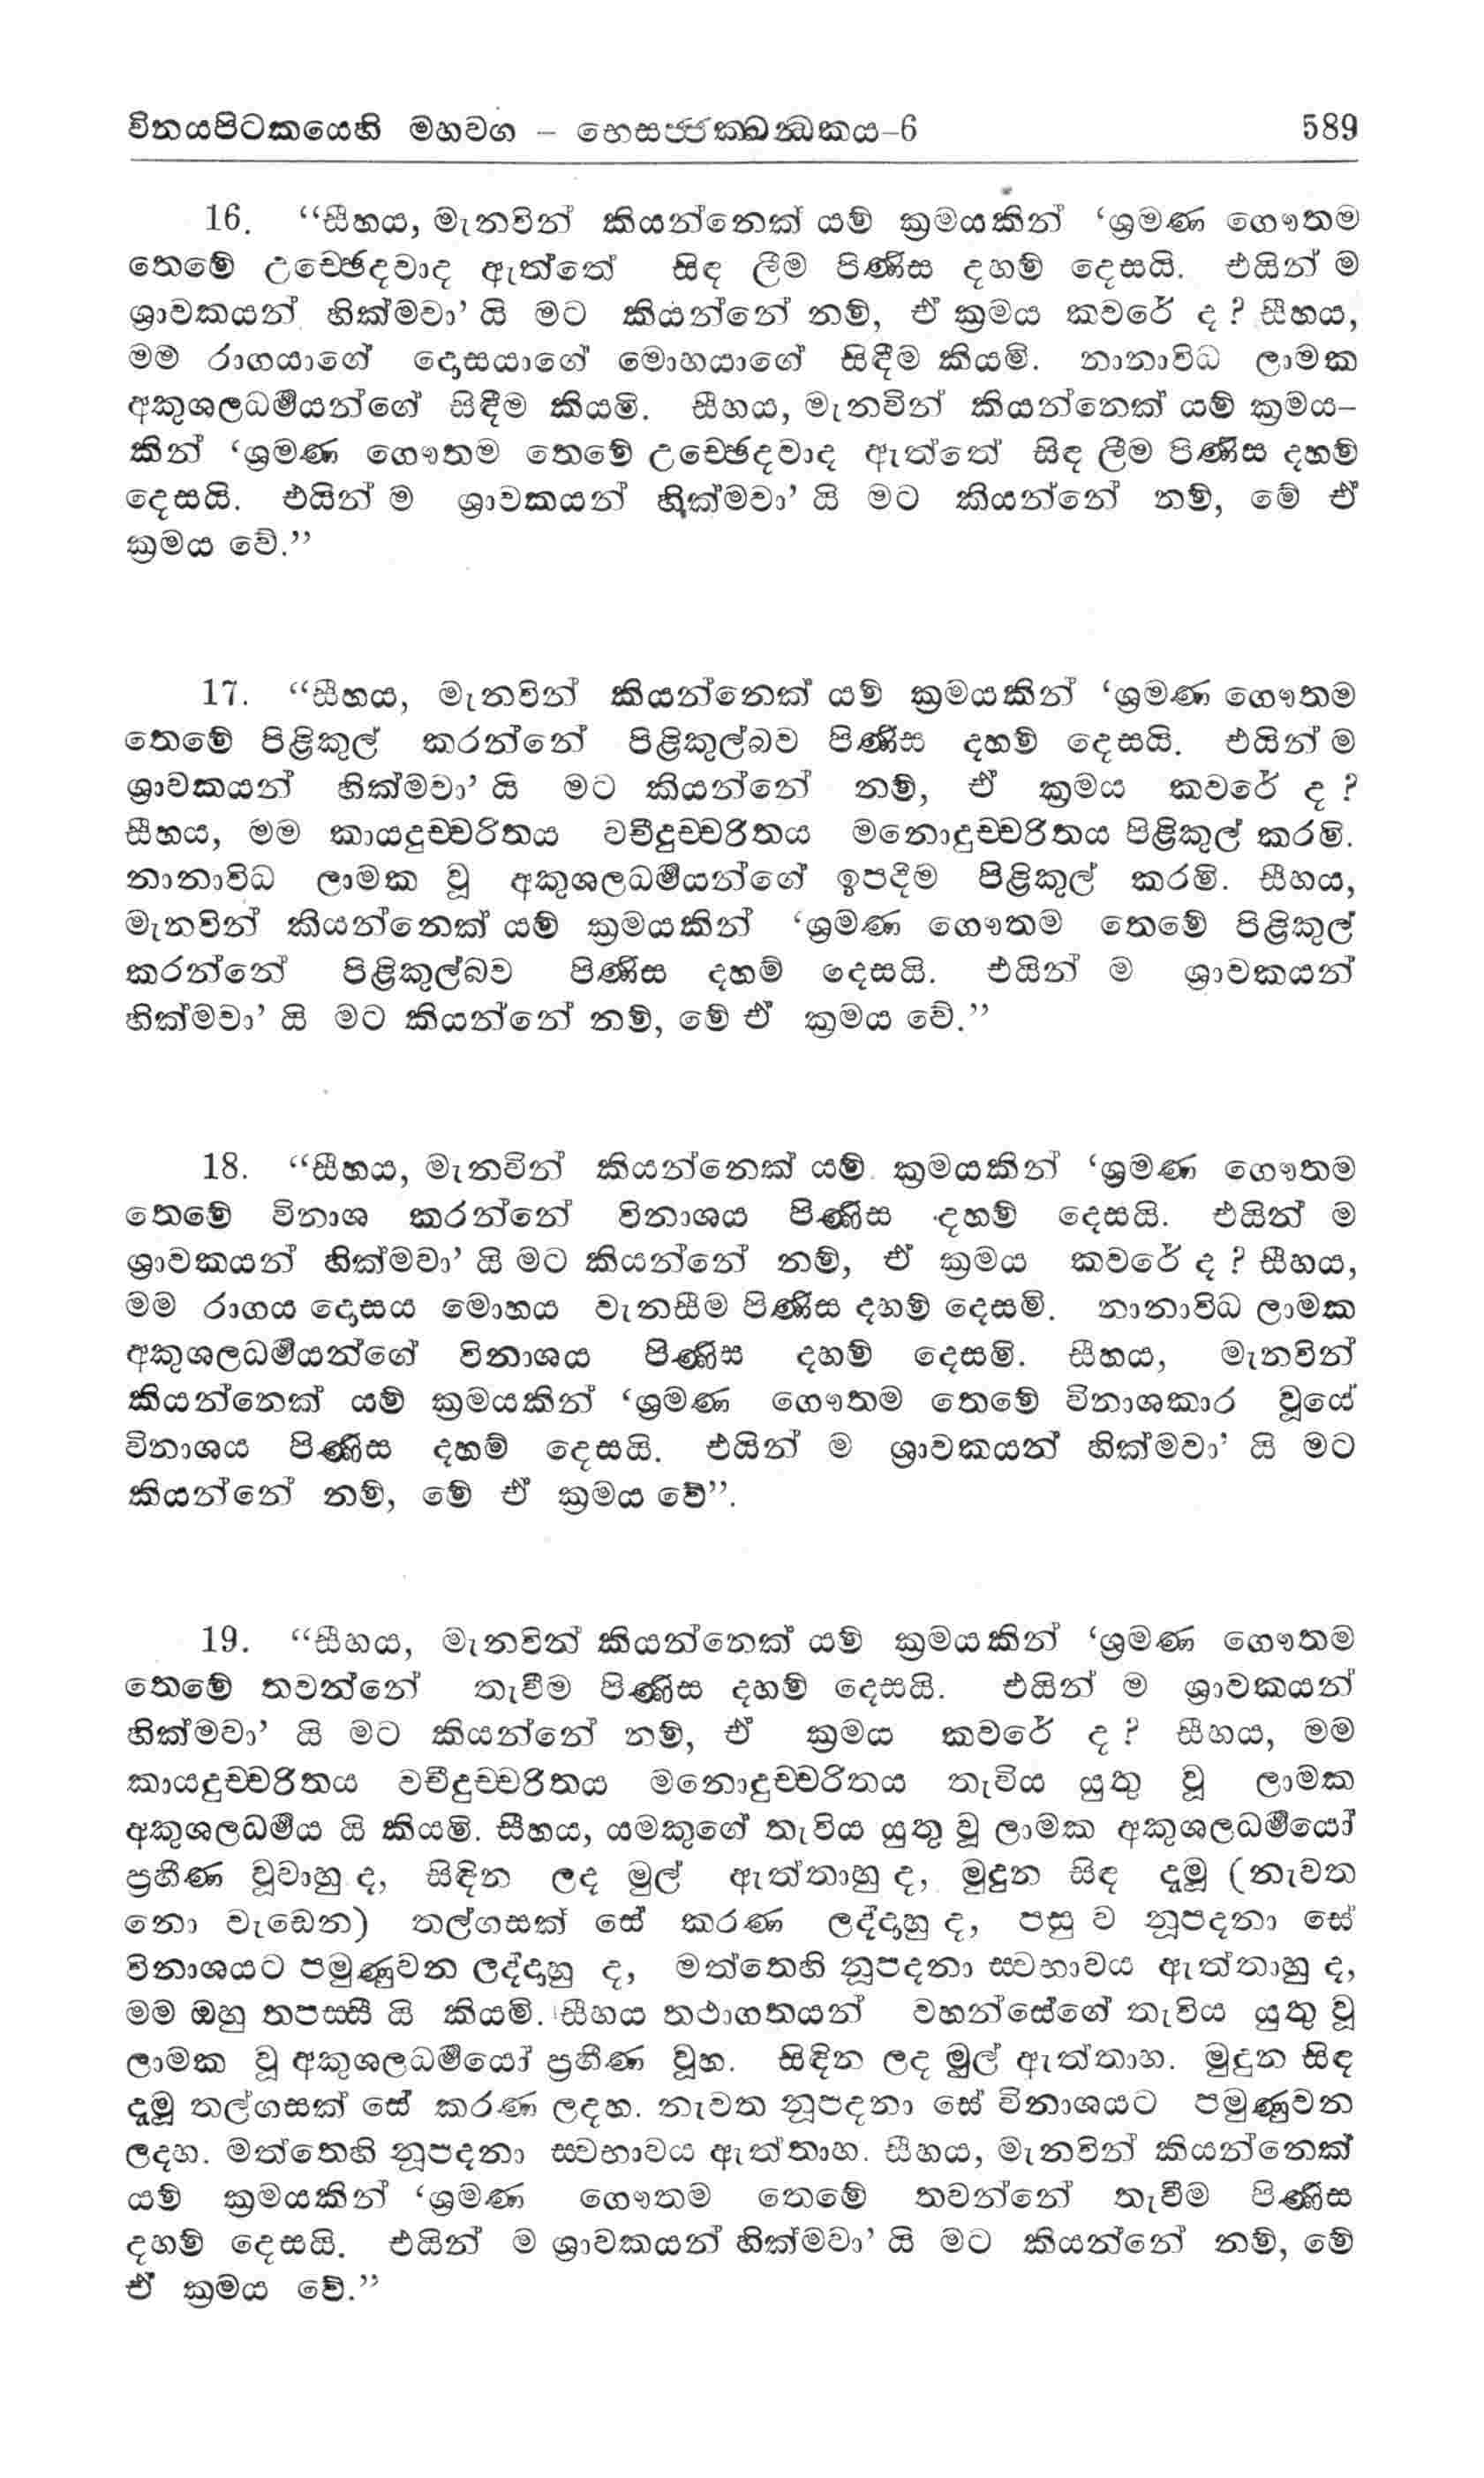 විනයපිටකයෙහි මහවග – භෙසජ්ජක්ඛන්ධකය–6 589
16. “සීහය, මැනවින් කියන්නෙක් යම් ක්‍රමයකින් ‘ශ්‍රමණ ගෞතම
තෙමේ උච්ඡේදවාද ඇත්තේ සිඳ ලීම පිණිස දහම් දෙසයි. එයින් ම
ශ්‍රාවකයන් හික්මවා’ යි මට කියන්නේ නම්, ඒ ක්‍රමය කවරේ ද? සීහය,
මම රාගයාගේ ද්‍වෙසයාගේ මොහයාගේ සිඳීම කියමි. නානාවිධ ලාමක
අකුශලධර්‍මයන්ගේ සිඳීම කියමි. සීහය, මැනවින් කියන්නෙක් යම් ක්‍රමය–
කින් ‘ශ්‍රමණ ගෞතම තෙමේ උච්ඡේදවාද ඇත්තේ සිඳ ලීම පිණිස දහම්
දෙසයි. එයින් ම ශ්‍රාවකයන් හික්මවා’ යි මට කියන්නේ නම්, මේ ඒ
ක්‍රමය වේ.”
17. “සීහය, මැනවින් කියන්නෙක් යම් ක්‍රමයකින් ‘ශ්‍රමණ ගෞතම
තෙමේ පිළිකුල් කරන්නේ පිළිකුල්බව පිණිස දහම් දෙසයි. එයින් ම
ශ්‍රාවකයන් හික්මවා’ යි මට කියන්නේ නම්, ඒ ක්‍රමය කවරේ ද?
සීහය, මම කායදුච්චරිතය වචීදුච්චරිතය මනොදුච්චරිතය පිළිකුල් කරමි.
නානාවිධ ලාමක වූ අකුශලධර්‍මයන්ගේ ඉපදීම පිළිකුල් කරමි. සීහය,
මැනවින් කියන්නෙක් යම් ක්‍රමයකින් ‘ශ්‍රමණ ගෞතම තෙමේ පිළිකුල්
කරන්නේ පිළිකුල්බව පිණිස දහම් දෙසයි. එයින් ම ශ්‍රාවකයන්
හික්මවා’ යි මට කියන්නේ නම්, මේ ඒ ක්‍රමය වේ.”
18. “සීහය, මැනවින් කියන්නෙක් යම් ක්‍රමයකින් ‘ශ්‍රමණ ගෞතම
තෙමේ විනාශ කරන්නේ විනාශය පිණිස දහම් දෙසයි. එයින් ම
ශ්‍රාවකයන් හික්මවා’ යි මට කියන්නේ නම්, ඒ ක්‍රමය කවරේ ද? සීහය,
මම රාගය ද්‍වෙසය මොහය වැනසීම පිණිස දහම් දෙසමි. නානාවිධ ලාමක
අකුශලධර්‍මයන්ගේ විනාශය පිණිස දහම් දෙසමි. සීහය, මැනවින්
කියන්නෙක් යම් ක්‍රමයකින් ‘ශ්‍රමණ ගෞතම තෙමේ විනාශකාර වූයේ
විනාශය පිණිස දහම් දෙසයි. එයින් ම ශ්‍රාවකයන් හික්මවා’ යි මට
කියන්නේ නම්, මේ ඒ ක්‍රමය වේ”.
19. “සීහය, මැනවින් කියන්නෙක් යම් ක්‍රමයකින් ‘ශ්‍රමණ ගෞතම
තෙමේ තවන්නේ තැවීම පිණිස දහම් දෙසයි. එයින් ම ශ්‍රාවකයන්
හික්මවා’ යි මට කියන්නේ නම්, ඒ ක්‍රමය කවරේ ද? සීහය, මම
කායදුච්චරිතය වචීදුච්චරිතය මනොදුච්චරිතය තැවිය යුතු වූ ලාමක
අකුශලධර්‍මය යි කියමි. සීහය, යමකුගේ තැවිය යුතු වූ ලාමක අකුශලධර්‍මයෝ
ප්‍රහීණ වූවාහු ද, සිඳින ලද මුල් ඇත්තාහු ද, මුදුන සිඳ දැමූ (නැවත
නො වැඩෙන) තල්ගසක් සේ කරණ ලද්දාහු ද, පසු ව නූපදනා සේ
විනාශයට පමුණුවන ලද්දාහු ද, මත්තෙහි නූපදනා ස්වභාවය ඇත්තාහු ද,
මම ඔහු තපස්සී යි කියමි. සීහය තථාගතයන් වහන්සේගේ තැවිය යුතු වූ
ලාමක වූ අකුශලධර්‍මයෝ ප්‍රහීණ වූහ. සිඳින ලද මුල් ඇත්තාහ. මුදුන සිඳ
දැමූ තල්ගසක් සේ කරණ ලදහ. නැවත නූපදනා සේ විනාශයට පමුණුවන
ලදහ. මත්තෙහි නූපදනා ස්වභාවය ඇත්තාහ. සීහය, මැනවින් කියන්නෙක්
යම් ක්‍රමයකින් ‘ශ්‍රමණ ගෞතම තෙමේ තවන්නේ තැවීම පිණිස
දහම් දෙසයි. එයින් ම ශ්‍රාවකයන් හික්මවා’ යි මට කියන්නේ නම්, මේ
ඒ ක්‍රමය වේ.”